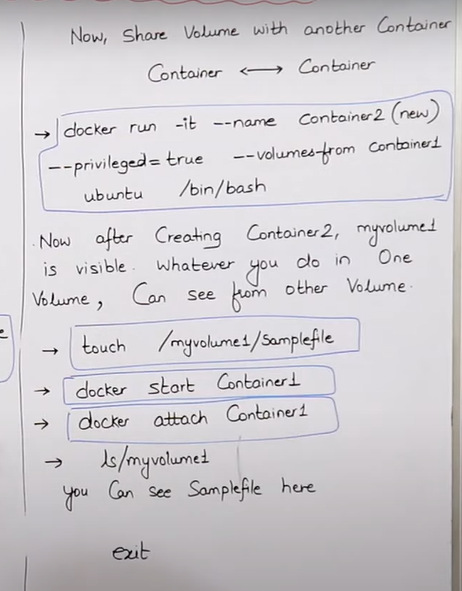 Now, Share Volume with another Container
Container ⟷ Container
→ docker run -it --name Container2 (new)
--privileged=true --volumes-from Container1
ubuntu /bin/bash
Now after Creating Container2, myvolume1
is visible. Whatever you do in One
Volume, Can see from other Volume.
→ touch /myvolume1/Samplefile
→ docker start Container1
→ docker attach Container1
→ ls/myvolume1
you Can see Samplefile here
exit